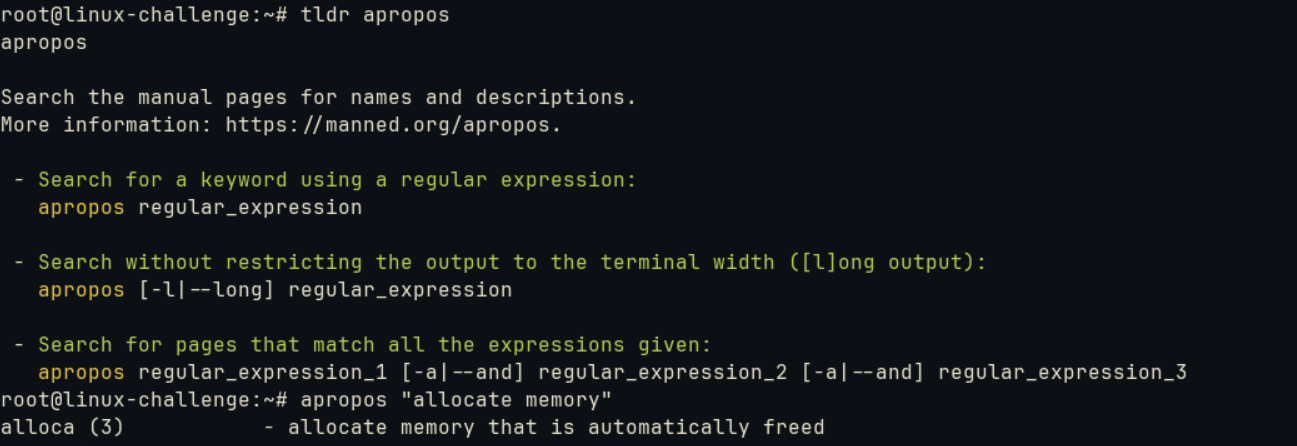 root@linux-challenge:~# tldr apropos
apropos
Search the manual pages for names and descriptions.
More information: https://manned.org/apropos.
- Search for a keyword using a regular expression:
apropos regular_expression
- Search without restricting the output to the terminal width ([l]ong output):
apropos [-l|--long] regular_expression
- Search for pages that match all the expressions given:
apropos regular_expression_1 [-a|--and] regular_expression_2 [-a|--and] regular_expression_3
root@linux-challenge:~# apropos "allocate memory"
alloca (3)           - allocate memory that is automatically freed